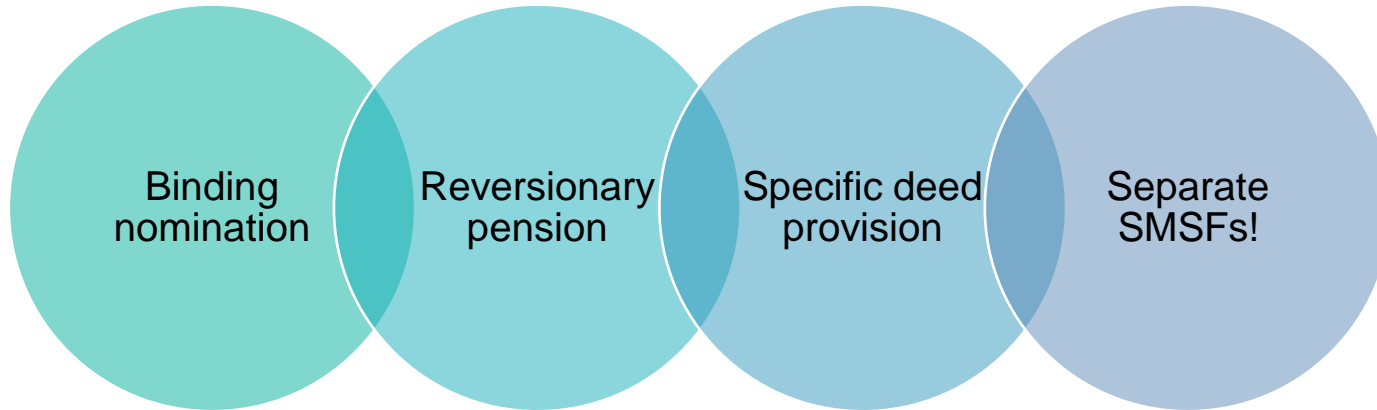 Binding
nomination
Reversionary
pension
Specific deed
provision
Separate
SMSFs!